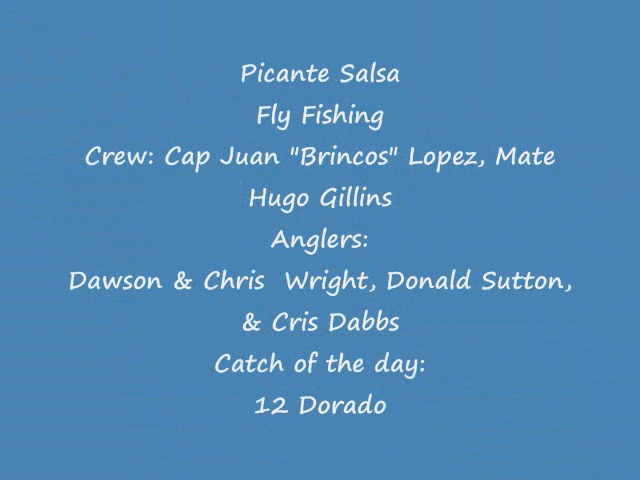 Picante Salsa
Fly Fishing
Crew: Cap Juan "Brincos" Lopez, Mate
Hugo Gillins
Anglers:
Dawson & Chris  Wright, Donald Sutton,
& Cris Dabbs
Catch of the day:
12 Dorado